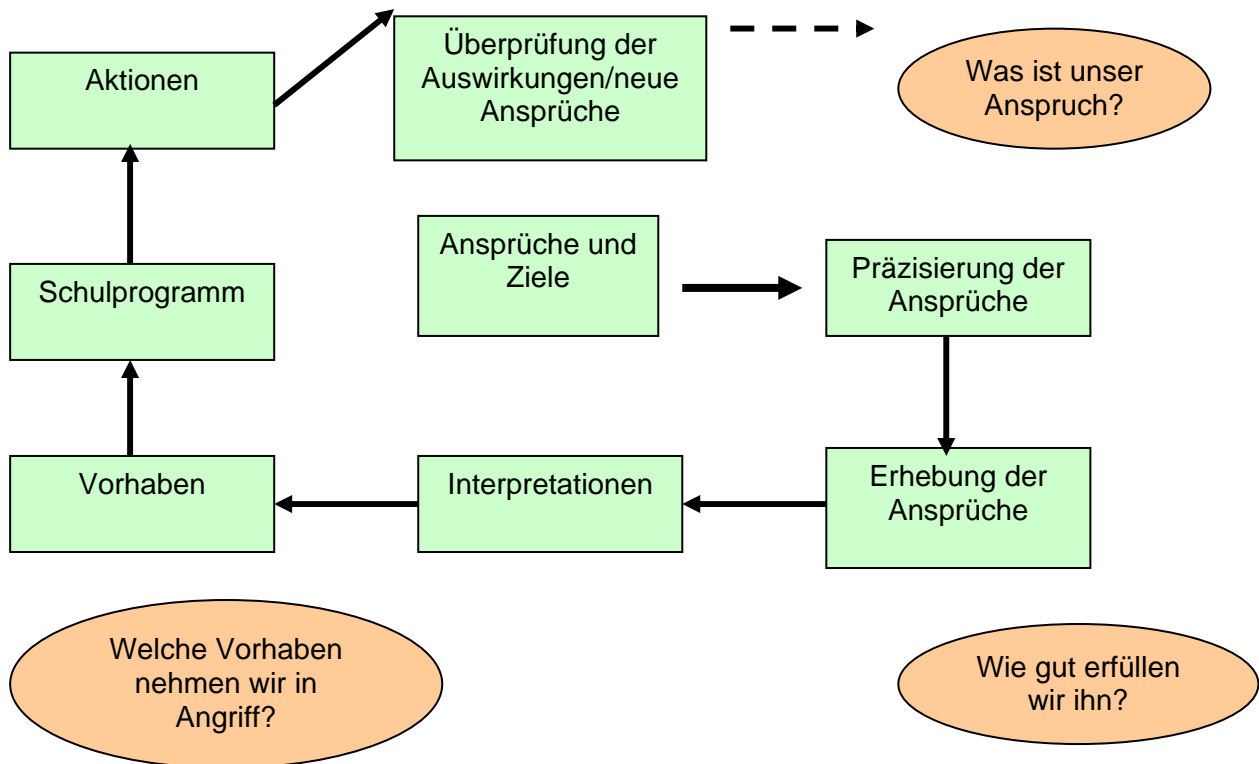 Aktionen
Überprüfung der
Auswirkungen/neue
Ansprüche
Was ist unser
Anspruch?
Schulprogramm
Ansprüche und
Ziele
Präzisierung der
Ansprüche
Vorhaben
Interpretationen
Erhebung der
Ansprüche
Welche Vorhaben
nehmen wir in
Angriff?
Wie gut erfüllen
wir ihn?